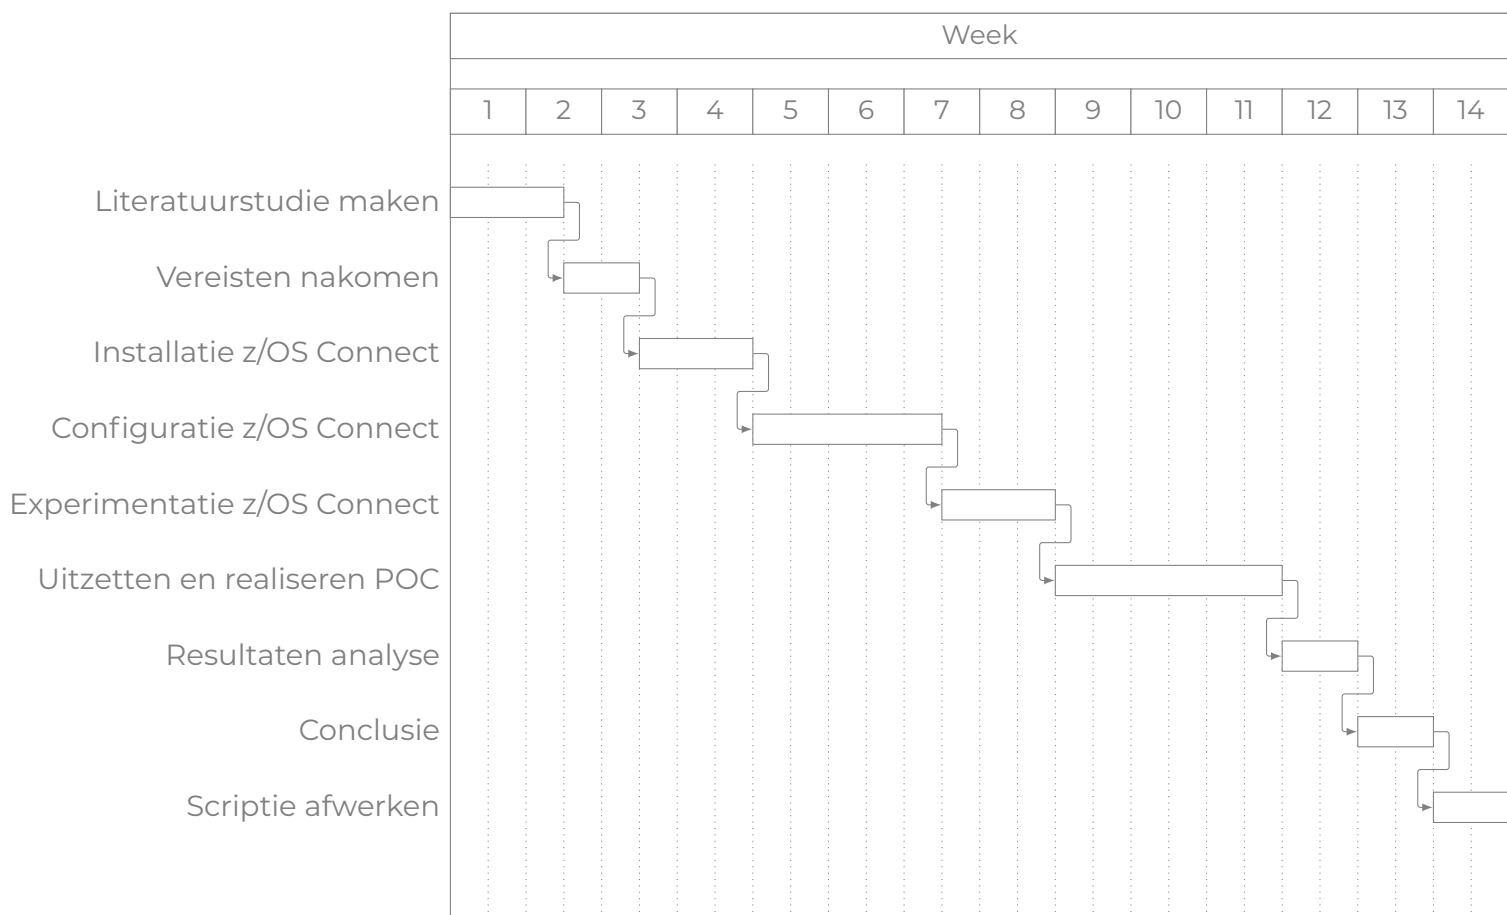 Week
1 2 3 4 5 6 7 8 9 10 11 12 13 14
Literatuurstudie maken
Vereisten nakomen
Installatie z/OS Connect
Configuratie z/OS Connect
Experimentatie z/OS Connect
Uitzetten en realiseren POC
Resultaten analyse
Conclusie
Scriptie afwerken